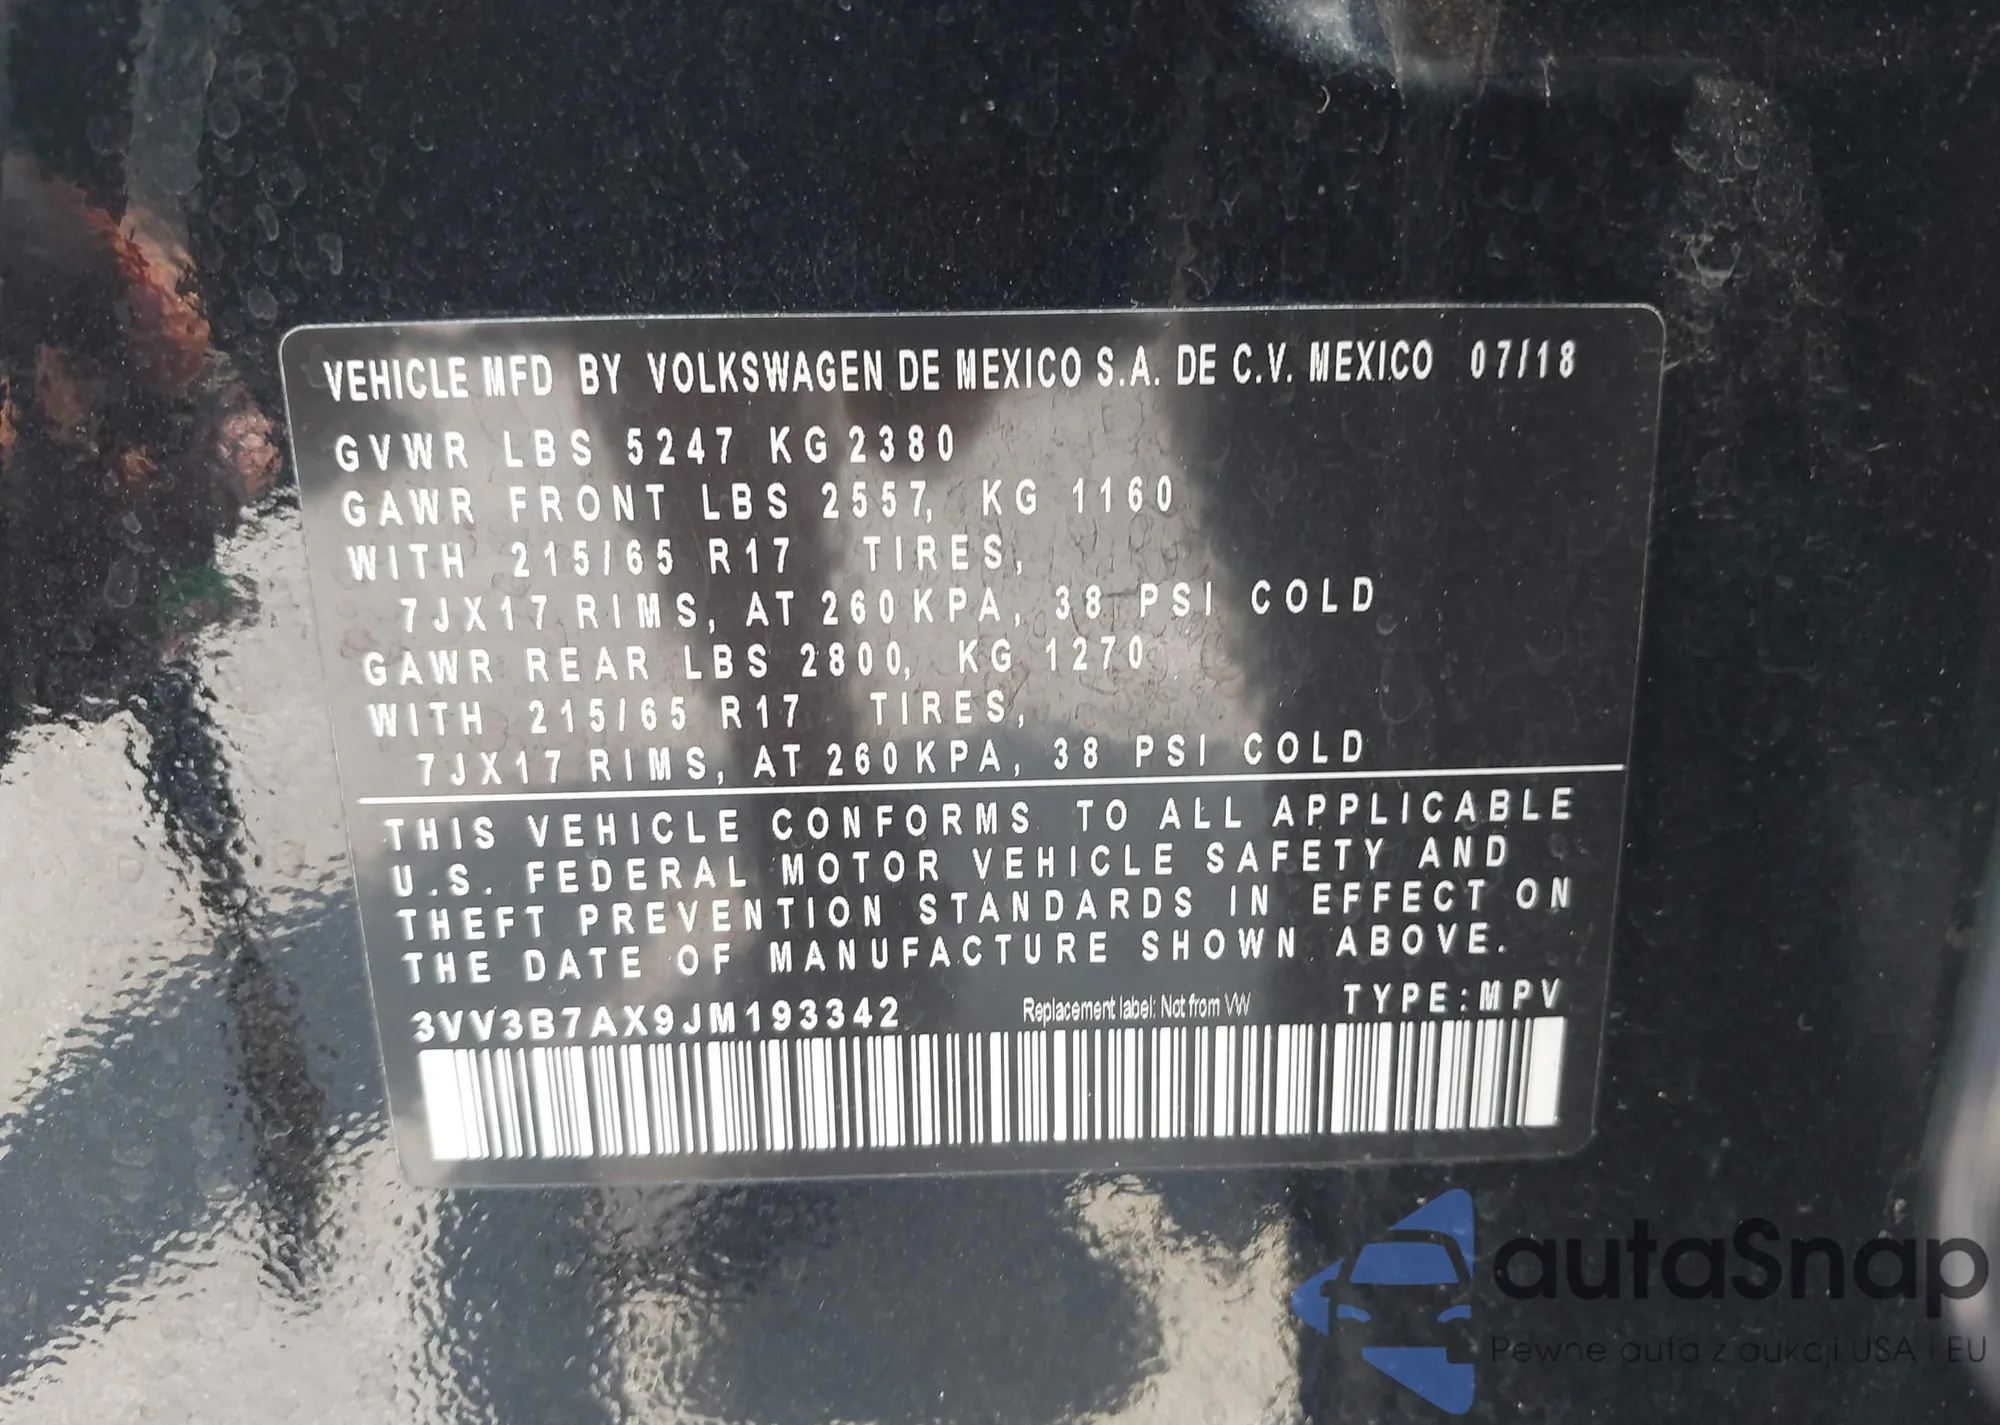 VEHICLE MFD BY VOLKSWAGEN DE MEXICO S.A. DE C.V. MEXICO 07/18
GVWR LBS 5247 KG 2380
GAWR FRONT LBS 2557, KG 1160
WITH 215/65 R17 TIRES,
7JX17 RIMS, AT 260 KPA, 38 PSI COLD
GAWR REAR LBS 2800, KG 1270
WITH 215/65 R17 TIRES,
7JX17 RIMS, AT 260 KPA, 38 PSI COLD
THIS VEHICLE CONFORMS TO ALL APPLICABLE
U.S. FEDERAL MOTOR VEHICLE SAFETY AND
THEFT PREVENTION STANDARDS IN EFFECT ON
THE DATE OF MANUFACTURE SHOWN ABOVE.
3VV3B7AX9JM193342 Replacement label: Not from VW TYPE: MPV
autaSnap
Pewne auta z aukcji USA i EU